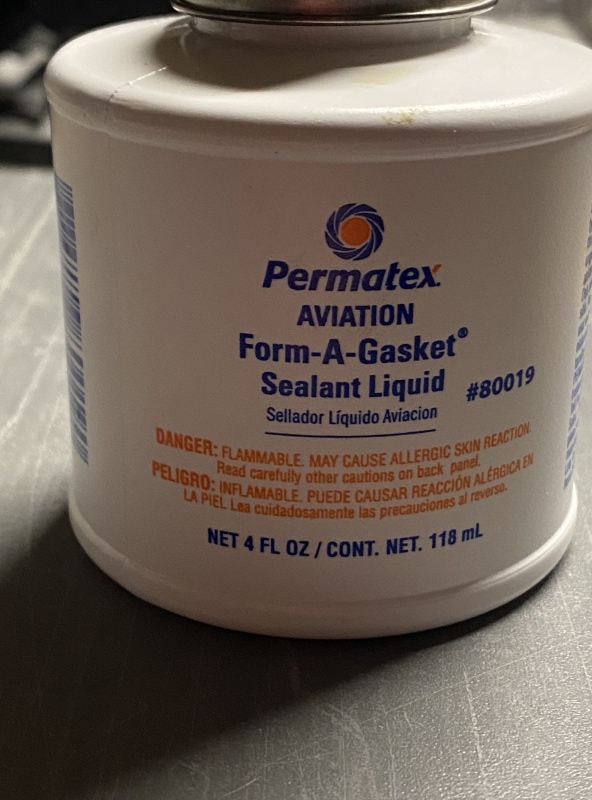 Permatex
AVIATION
Form-A-Gasket®
Sealant Liquid #80019
Sellador Líquido Aviacion
DANGER: FLAMMABLE. MAY CAUSE ALLERGIC SKIN REACTION.
Read carefully other cautions on back panel.
PELIGRO: INFLAMABLE. PUEDE CAUSAR REACCIÓN ALÉRGICA EN
LA PIEL Lea cuidadosamente las precauciones al reverso.
NET 4 FL OZ / CONT. NET. 118 mL